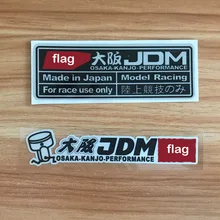 flag 大阪JDM
OSAKA-KANJO-PERFORMANCE
Made in Japan Model Racing
For race use only 陸上競技のみ
大阪JDM flag
OSAKA-KANJO-PERFORMANCE